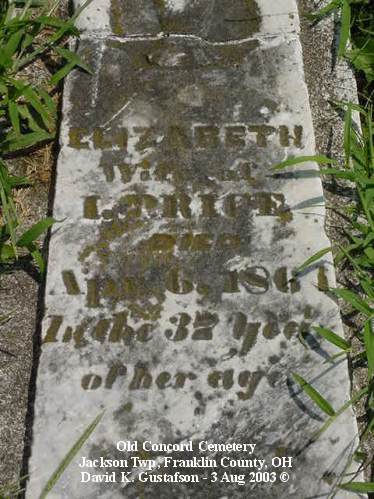 ELIZABETH
Wife of
I. PRICE,
DIED
Apr. 6, 1861
In the 32 Year
of her age
Old Concord Cemetery
Jackson Twp, Franklin County, OH
David K. Gustafson - 3 Aug 2003 ©